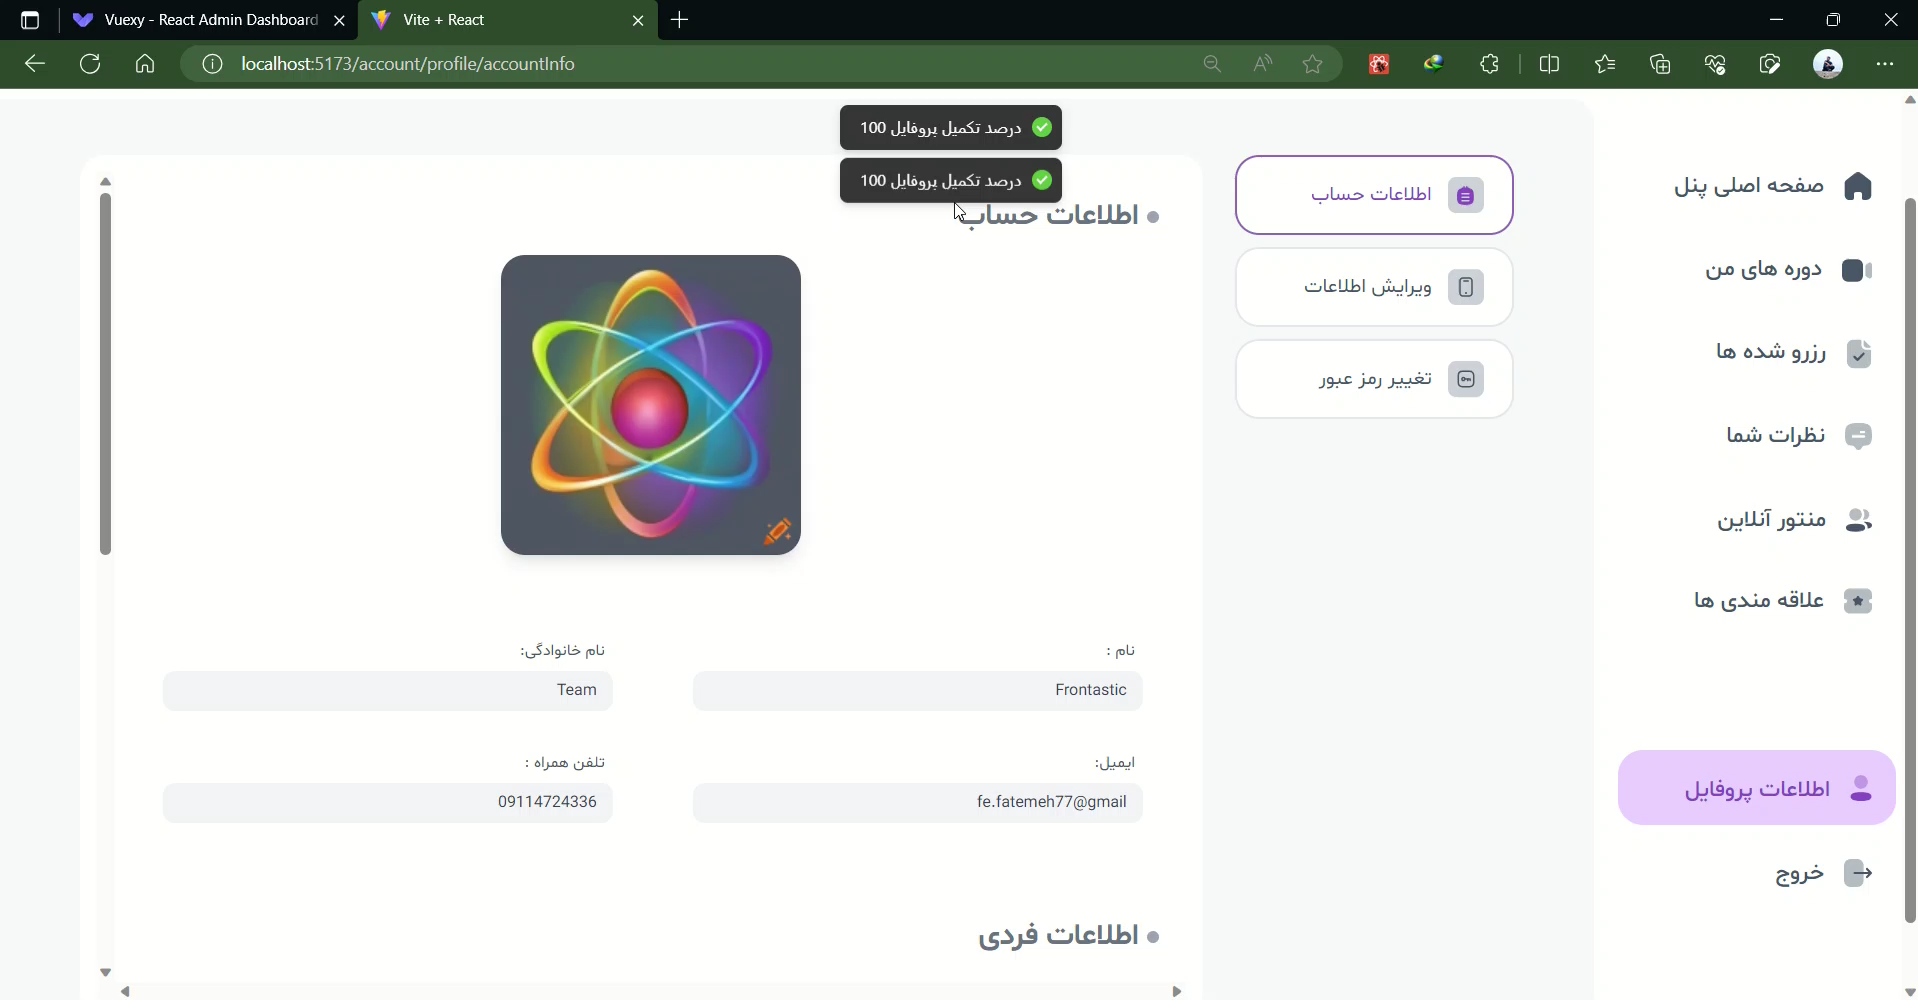 Vuexy - React Admin Dashboard
Vite + React
localhost:5173/account/profile/accountInfo
درصد تکمیل پروفایل 100
درصد تکمیل پروفایل 100
صفحه اصلی پنل
دوره های من
رزرو شده ها
نظرات شما
منتور آنلاین
علاقه مندی ها
اطلاعات پروفایل
خروج
اطلاعات حساب
ویرایش اطلاعات
تغییر رمز عبور
اطلاعات حساب
نام :
Frontastic
نام خانوادگی:
Team
ایمیل:
fe.fatemeh77@gmail
تلفن همراه :
09114724336
اطلاعات فردی